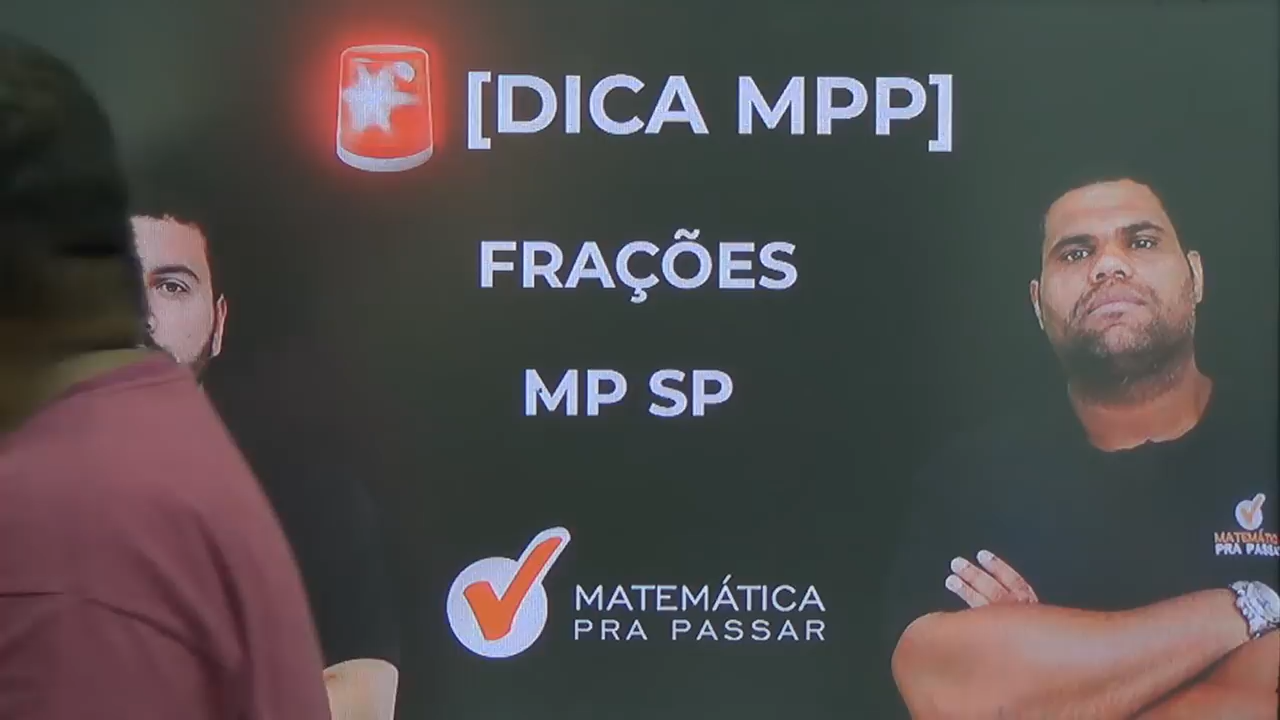 [DICA MPP]
FRAÇÕES
MP SP
MATEMÁTICA
PRA PASSAR